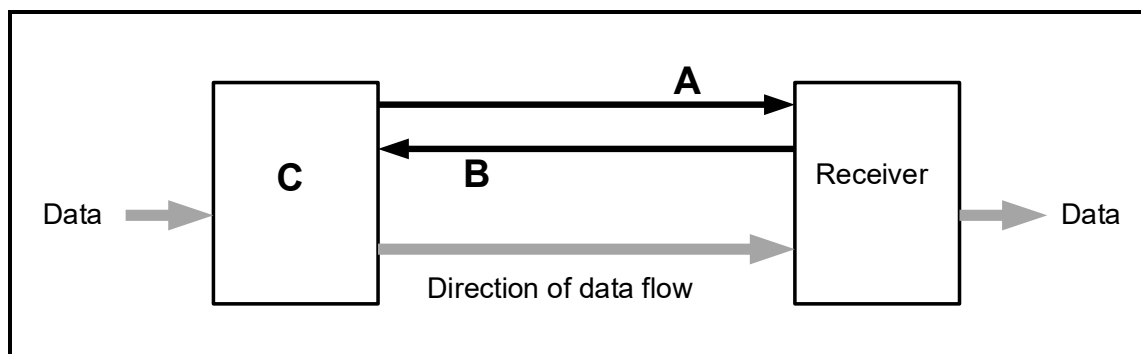 A
B
C
Receiver
Data
Data
Direction of data flow